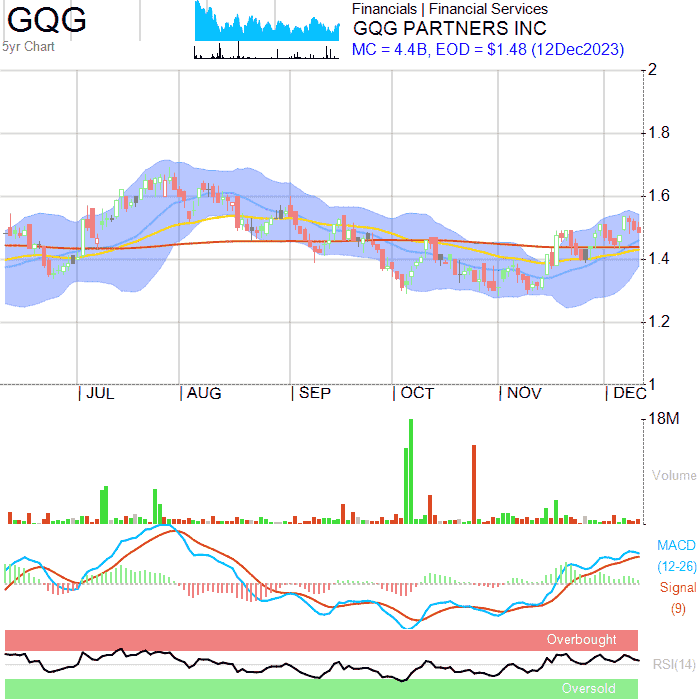 GQG
5yr Chart
Financials | Financial Services
GQG PARTNERS INC
MC = 4.4B, EOD = $1.48 (12Dec2023)
2
1.8
1.6
1.4
1.2
1
| JUL | AUG | SEP | OCT | NOV | DEC
18M
Volume
MACD
(12-26)
Signal
(9)
Overbought
RSI(14)
Oversold